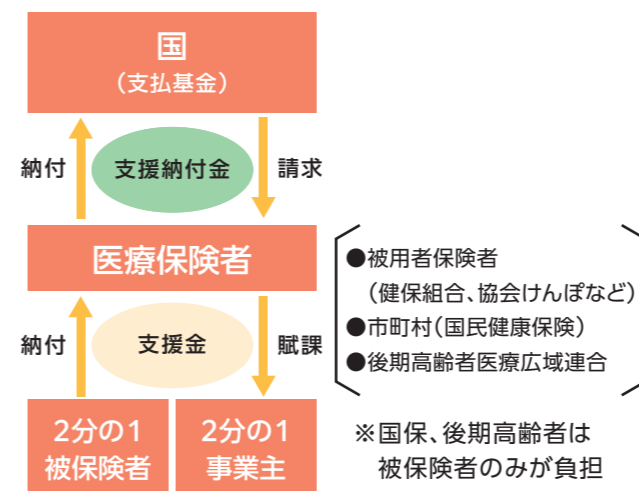 国
（支払基金）
納付
支援納付金
請求
医療保険者
●被用者保険者
（健保組合、協会けんぽなど）
●市町村（国民健康保険）
●後期高齢者医療広域連合
納付
支援金
賦課
2分の1
被保険者
2分の1
事業主
※国保、後期高齢者は
被保険者のみが負担